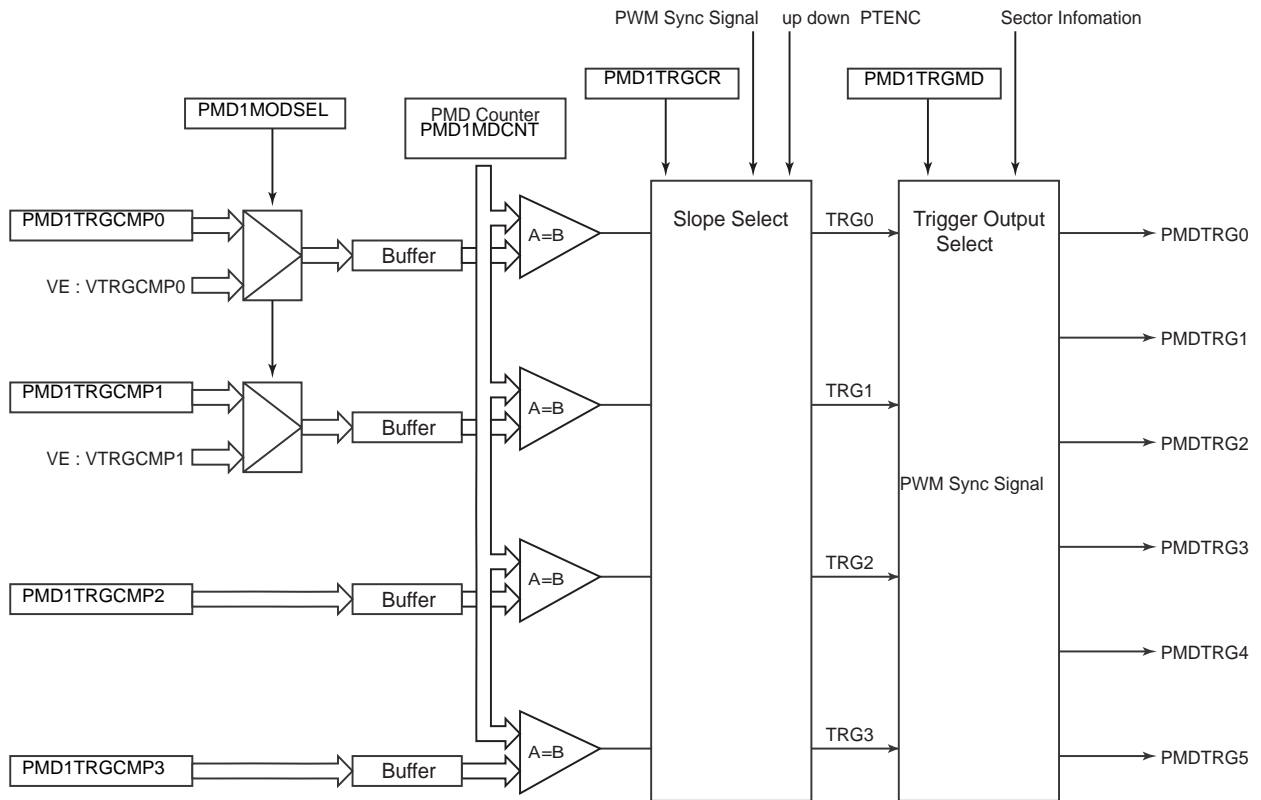 PWM Sync Signal
up down PTENC
Sector Infomation
PMD1TRGCR
PMD1TRGMD
PMD1MODSEL
PMD Counter
PMD1MDCNT
PMD1TRGCMP0
VE : VTRGCMP0
Buffer
A=B
Slope Select
TRG0
Trigger Output
Select
PMDTRG0
PMDTRG1
PMD1TRGCMP1
VE : VTRGCMP1
Buffer
A=B
TRG1
PMDTRG2
PWM Sync Signal
PMDTRG3
PMD1TRGCMP2
Buffer
A=B
TRG2
PMDTRG4
PMD1TRGCMP3
Buffer
A=B
TRG3
PMDTRG5